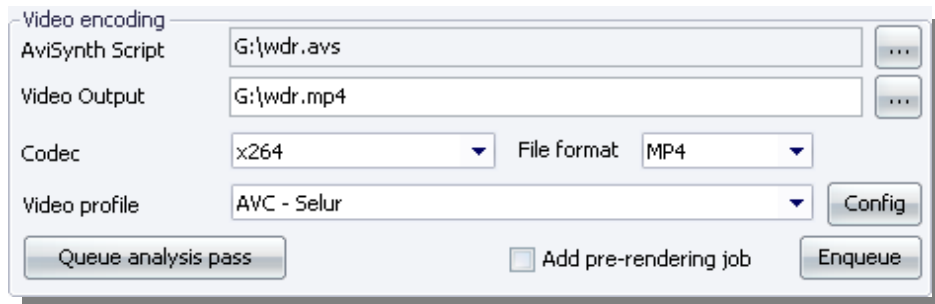 Video encoding
AviSynth Script G:\wdr.avs ...
Video Output G:\wdr.mp4 ...
Codec x264 File format MP4
Video profile AVC - Selur Config
Queue analysis pass Add pre-rendering job Enqueue